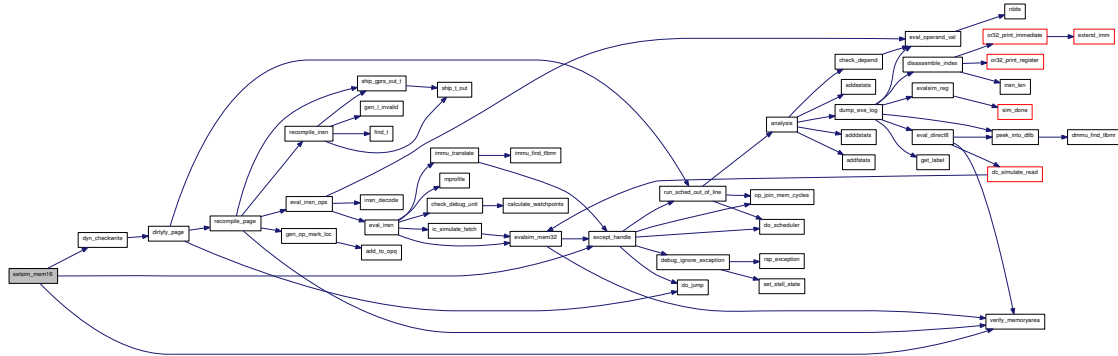 setsim_mem16
dyn_checkwrite
dirtyfy_page
recompile_page
recompile_insn
ship_gprs_out_t
gen_l_invalid
find_t
ship_t_out
eval_insn_ops
gen_op_mark_loc
insn_decode
eval_insn
add_to_opq
immu_translate
mprofile
check_debug_unit
ic_simulate_fetch
immu_find_tlbmr
calculate_watchpoints
evalsim_mem32
except_handle
run_sched_out_of_line
debug_ignore_exception
do_jump
analysis
op_join_mem_cycles
do_scheduler
rsp_exception
set_stall_state
check_depend
addsstats
dump_exe_log
adddstats
addfstats
eval_operand_val
disassemble_index
evalsim_reg
eval_direct8
get_label
nbits
or32_print_immediate
or32_print_register
insn_len
sim_done
peek_into_dtlb
dc_simulate_read
verify_memoryarea
extend_imm
dmmu_find_tlbmr